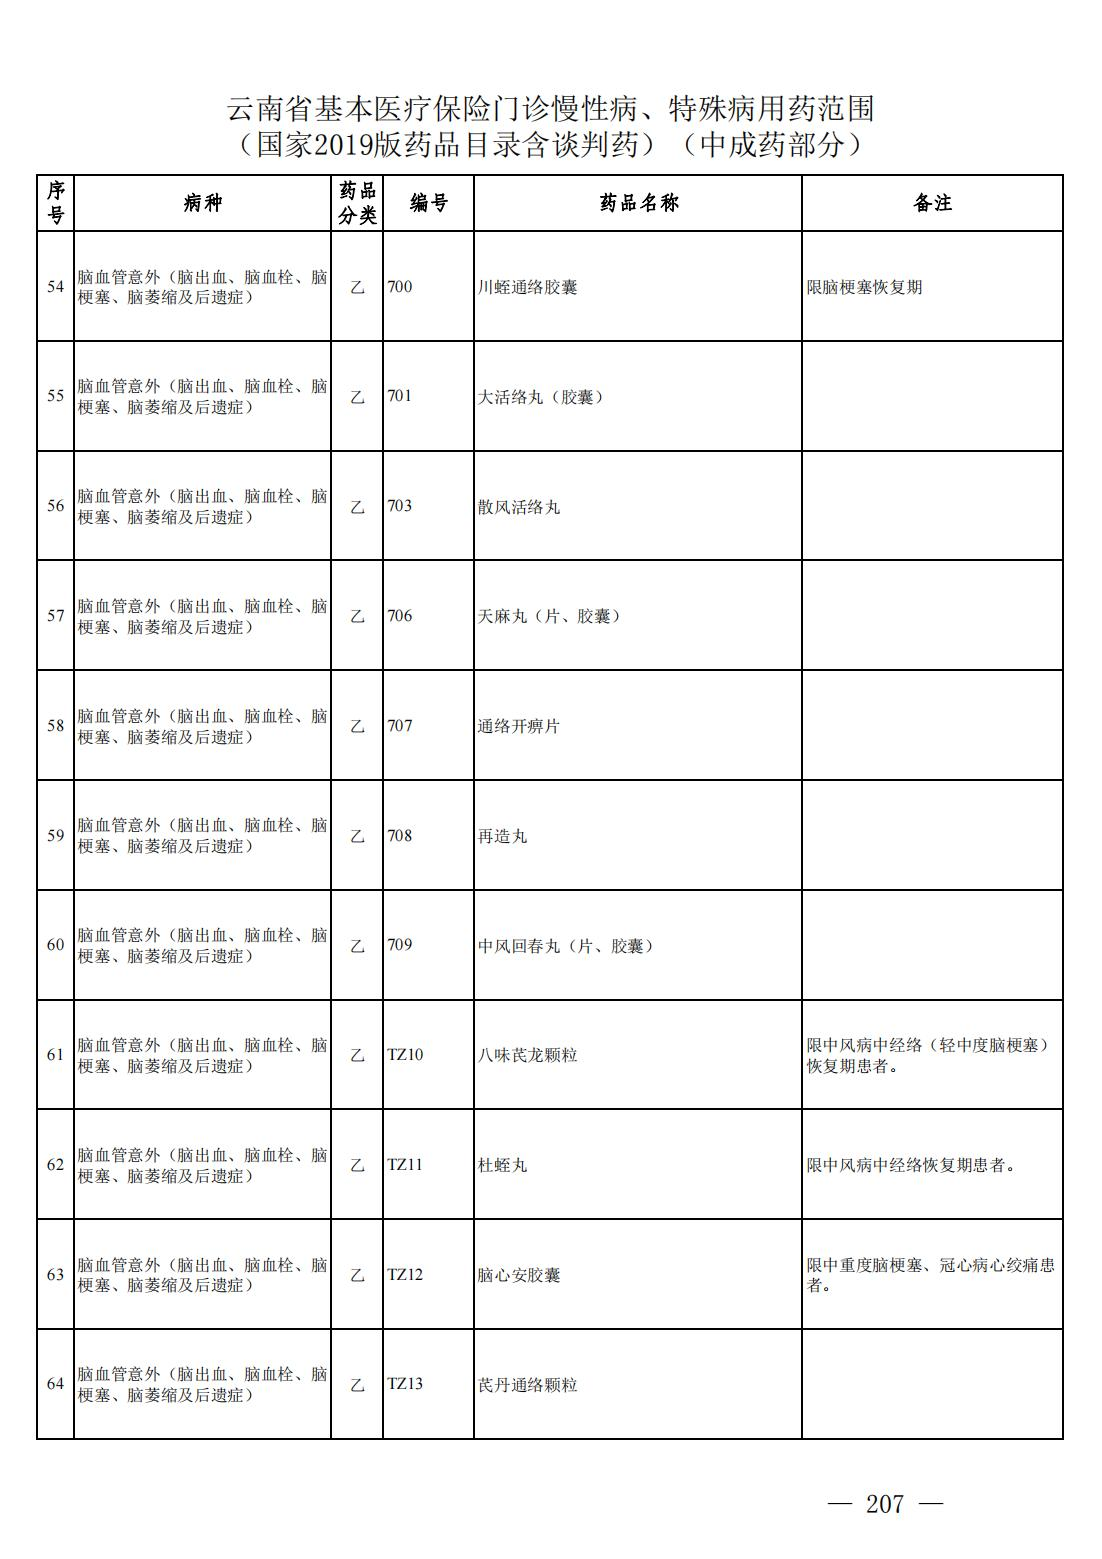 云南省基本医疗保险门诊慢性病、特殊病用药范围
（国家2019版药品目录含谈判药）（中成药部分）
序号 病种 药品分类 编号 药品名称 备注
54 脑血管意外（脑出血、脑血栓、脑梗塞、脑萎缩及后遗症） 乙 700 川蛭通络胶囊 限脑梗塞恢复期
55 脑血管意外（脑出血、脑血栓、脑梗塞、脑萎缩及后遗症） 乙 701 大活络丸（胶囊）
56 脑血管意外（脑出血、脑血栓、脑梗塞、脑萎缩及后遗症） 乙 703 散风活络丸
57 脑血管意外（脑出血、脑血栓、脑梗塞、脑萎缩及后遗症） 乙 706 天麻丸（片、胶囊）
58 脑血管意外（脑出血、脑血栓、脑梗塞、脑萎缩及后遗症） 乙 707 通络开痹片
59 脑血管意外（脑出血、脑血栓、脑梗塞、脑萎缩及后遗症） 乙 708 再造丸
60 脑血管意外（脑出血、脑血栓、脑梗塞、脑萎缩及后遗症） 乙 709 中风回春丸（片、胶囊）
61 脑血管意外（脑出血、脑血栓、脑梗塞、脑萎缩及后遗症） 乙 TZ10 八味芪龙颗粒 限中风病中经络（轻中度脑梗塞）恢复期患者。
62 脑血管意外（脑出血、脑血栓、脑梗塞、脑萎缩及后遗症） 乙 TZ11 杜蛭丸 限中风病中经络恢复期患者。
63 脑血管意外（脑出血、脑血栓、脑梗塞、脑萎缩及后遗症） 乙 TZ12 脑心安胶囊 限中重度脑梗塞、冠心病心绞痛患者。
64 脑血管意外（脑出血、脑血栓、脑梗塞、脑萎缩及后遗症） 乙 TZ13 芪丹通络颗粒
— 207 —